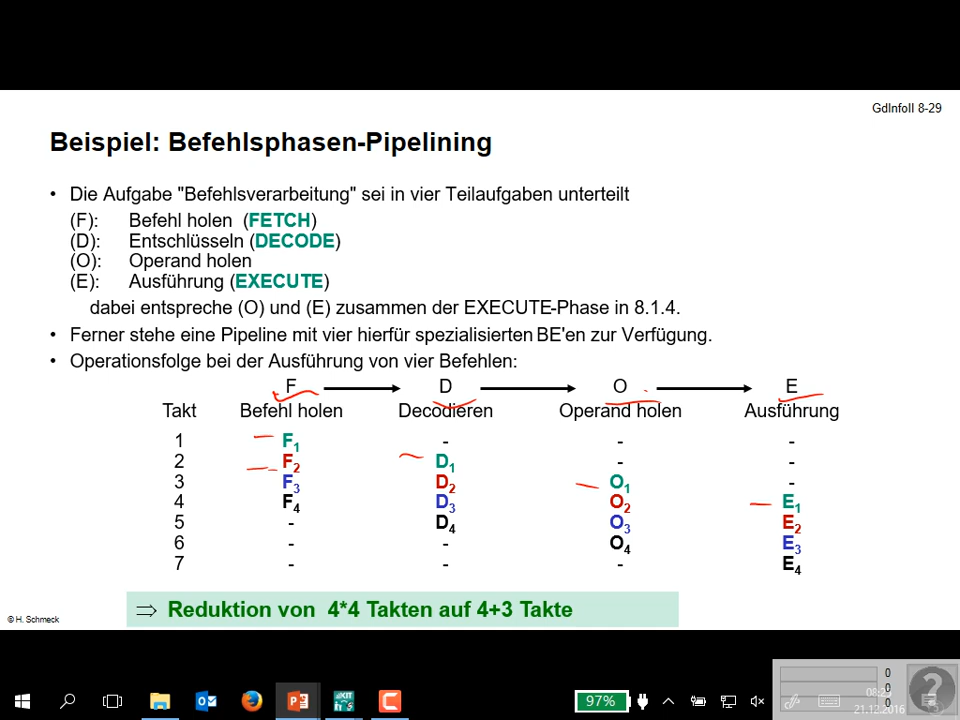 GdInfoII 8-29
Beispiel: Befehlsphasen-Pipelining
• Die Aufgabe "Befehlsverarbeitung" sei in vier Teilaufgaben unterteilt
(F): Befehl holen (FETCH)
(D): Entschlüsseln (DECODE)
(O): Operand holen
(E): Ausführung (EXECUTE)
dabei entspreche (O) und (E) zusammen der EXECUTE-Phase in 8.1.4.
• Ferner stehe eine Pipeline mit vier hierfür spezialisierten BE'en zur Verfügung.
• Operationsfolge bei der Ausführung von vier Befehlen:
F D O E
Takt Befehl holen Decodieren Operand holen Ausführung
1 F1 - - -
2 F2 D1 - -
3 F3 D2 O1 -
4 F4 D3 O2 E1
5 - D4 O3 E2
6 - - O4 E3
7 - - - E4
⇒ Reduktion von 4*4 Takten auf 4+3 Takte
© H. Schmeck
97%
0
0
0
21.12.2016